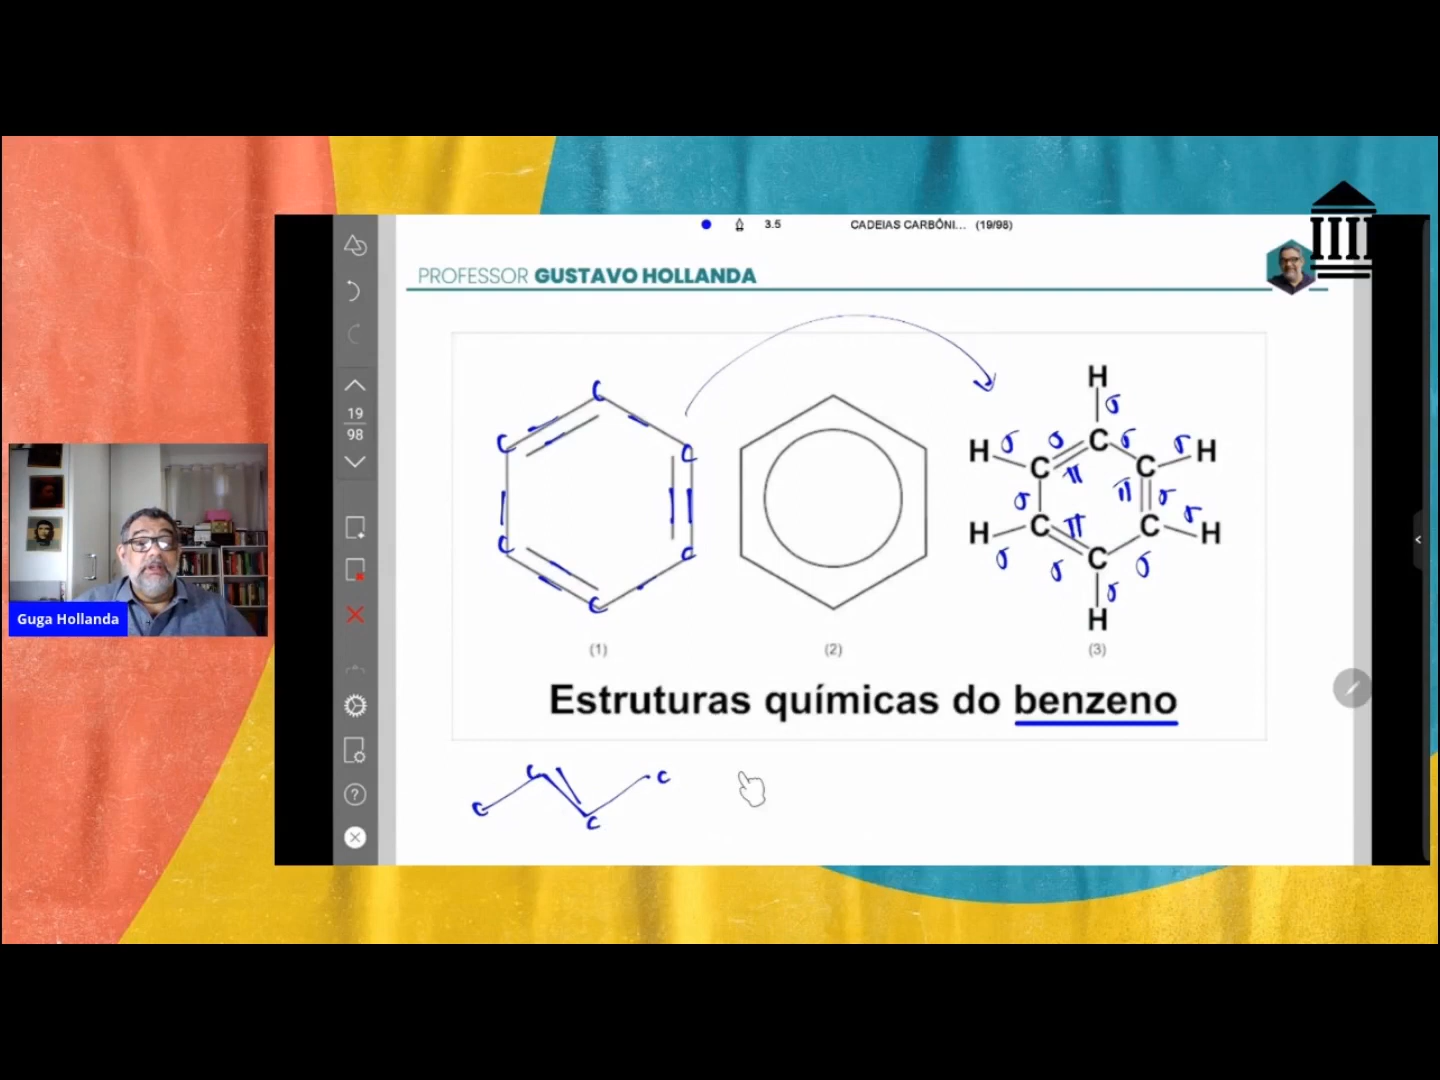 3.5 CADEIAS CARBÔNI... (19/98)
PROFESSOR GUSTAVO HOLLANDA
19
98
C
C
C
C
C
C
H
σ
H σ σ C σ σ H
C π π C
σ σ
H C π C σ H
σ σ C σ
σ
H
(1) (2) (3)
Estruturas químicas do benzeno
C C
C C
?
Guga Hollanda